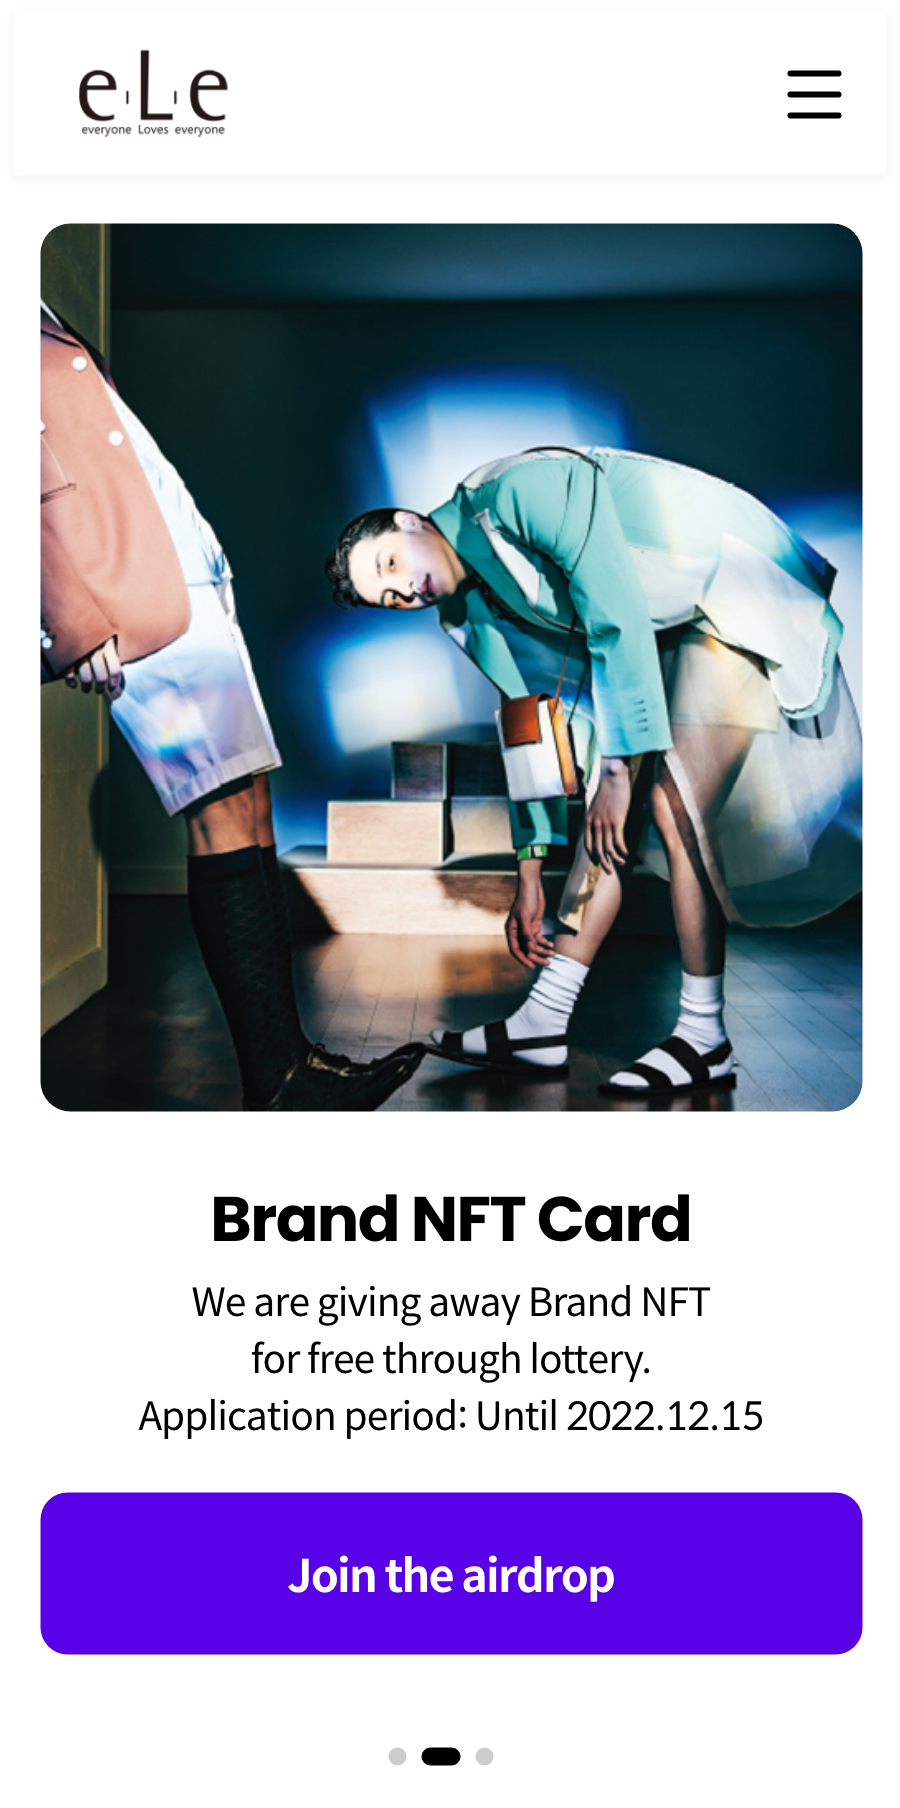 eLe
everyone Loves everyone
Brand NFT Card
We are giving away Brand NFT
for free through lottery.
Application period: Until 2022.12.15
Join the airdrop